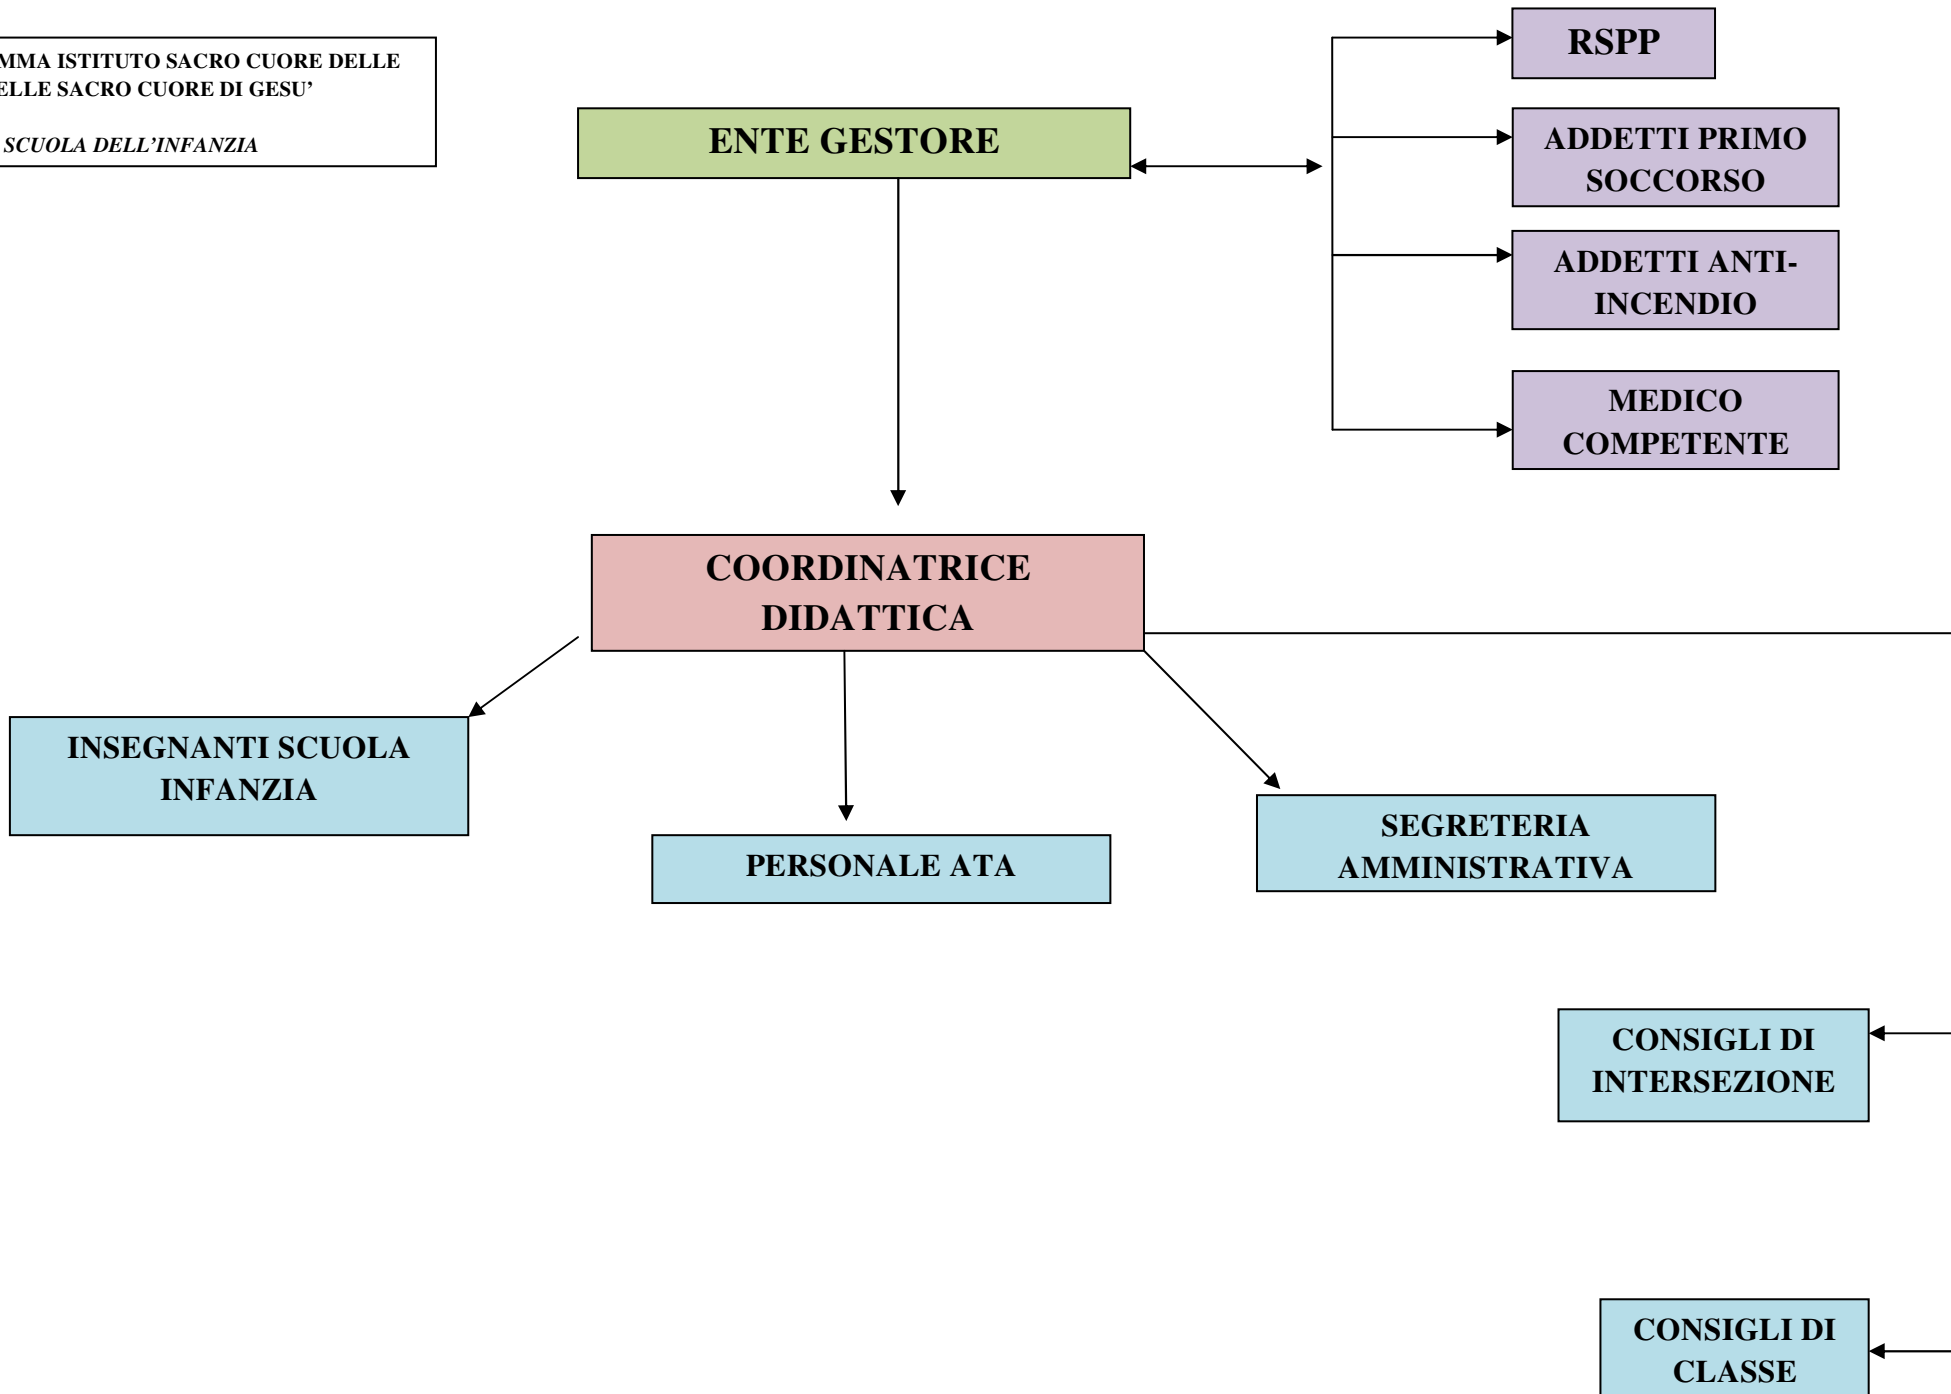 MMA ISTITUTO SACRO CUORE DELLE
ELLE SACRO CUORE DI GESU’
SCUOLA DELL’INFANZIA
RSPP
ENTE GESTORE
ADDETTI PRIMO
SOCCORSO
ADDETTI ANTI-
INCENDIO
MEDICO
COMPETENTE
COORDINATRICE
DIDATTICA
INSEGNANTI SCUOLA
INFANZIA
PERSONALE ATA
SEGRETERIA
AMMINISTRATIVA
CONSIGLI DI
INTERSEZIONE
CONSIGLI DI
CLASSE